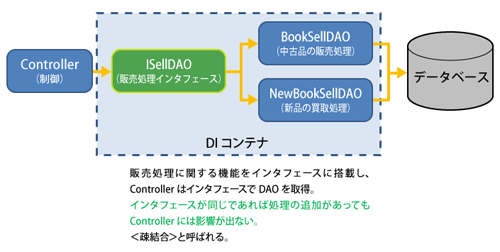 Controller
(制御)
ISellDAO
(販売処理インタフェース)
BookSellDAO
(中古品の販売処理)
NewBookSellDAO
(新品の買取処理)
データベース
DI コンテナ
販売処理に関する機能をインタフェースに搭載し、
Controller はインタフェースで DAO を取得。
インタフェースが同じであれば処理の追加があっても
Controller には影響が出ない。
<疎結合>と呼ばれる。